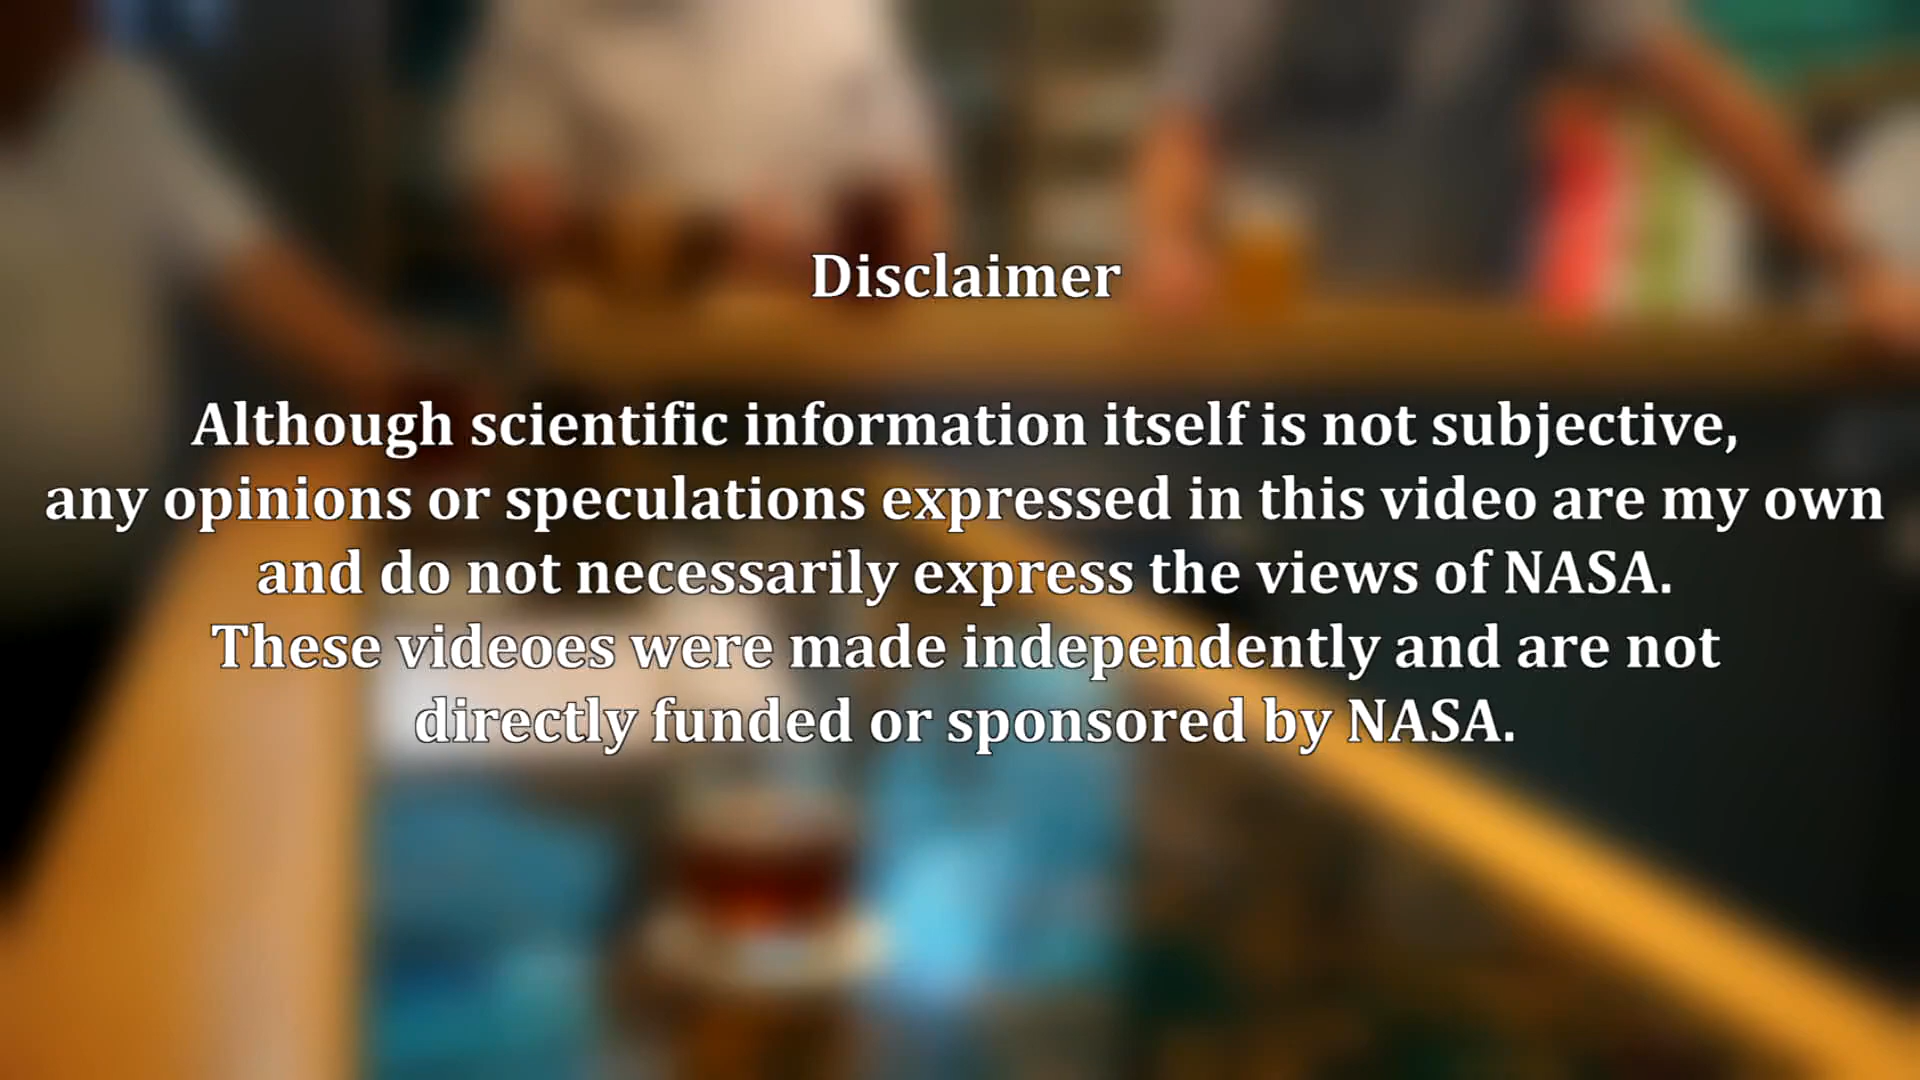 Disclaimer
Although scientific information itself is not subjective,
any opinions or speculations expressed in this video are my own
and do not necessarily express the views of NASA.
These videoes were made independently and are not
directly funded or sponsored by NASA.